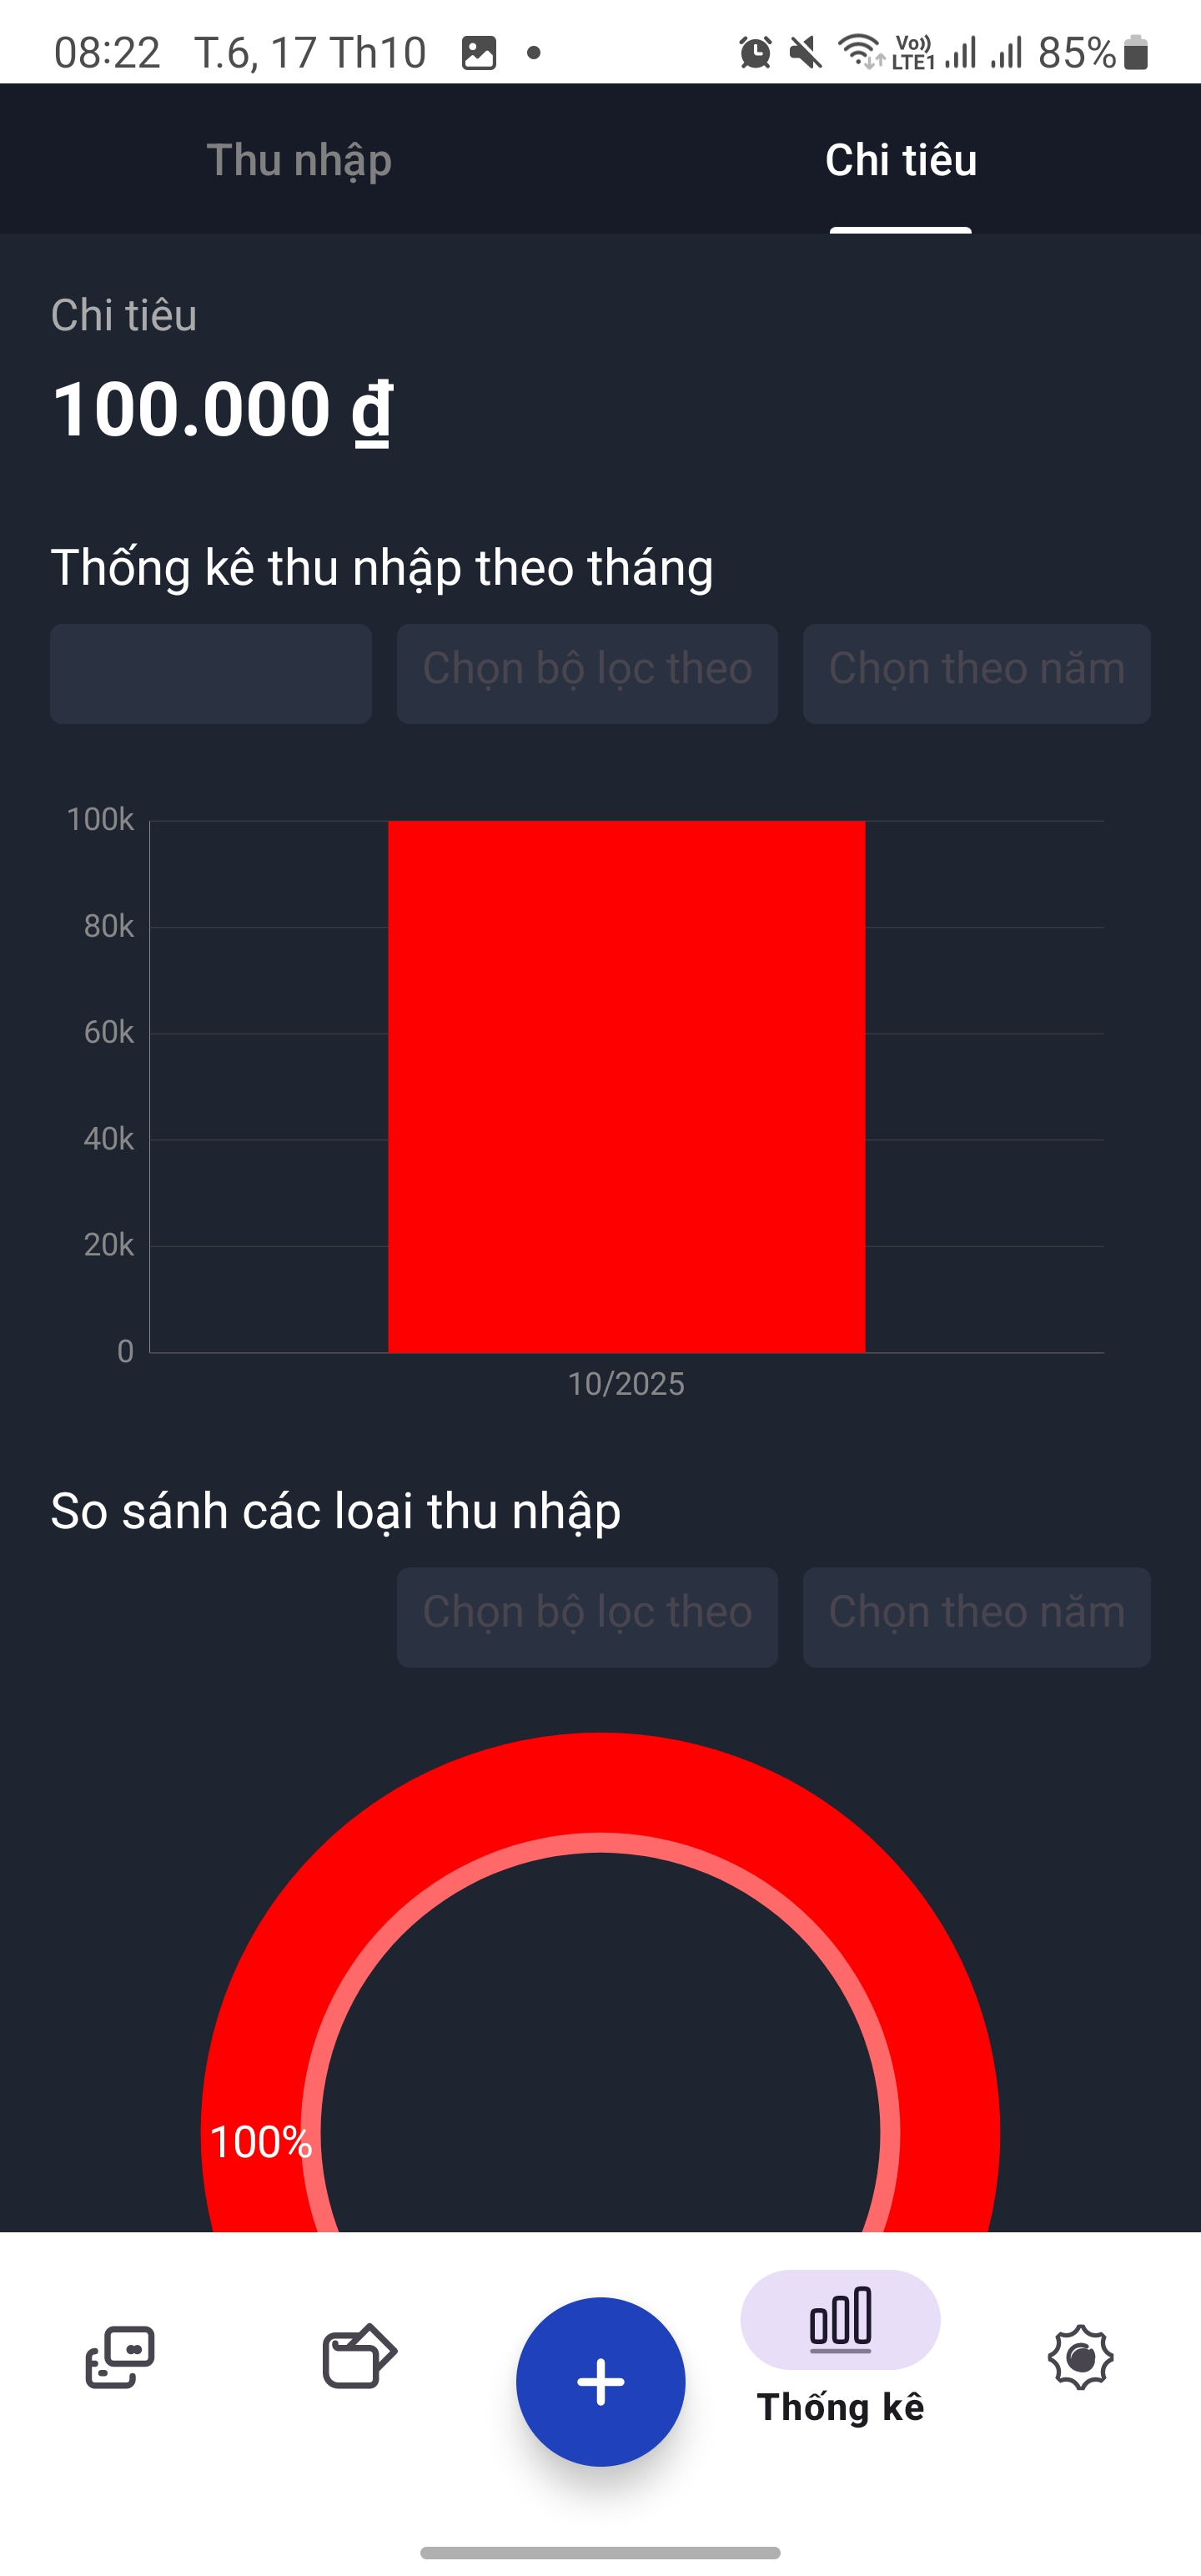 08:22 T.6, 17 Th10 Vo)) LTE1 85%
Thu nhập Chi tiêu
Chi tiêu
100.000 ₫
Thống kê thu nhập theo tháng
Chọn bộ lọc theo Chọn theo năm
100k
80k
60k
40k
20k
0
10/2025
So sánh các loại thu nhập
Chọn bộ lọc theo Chọn theo năm
100%
Thống kê